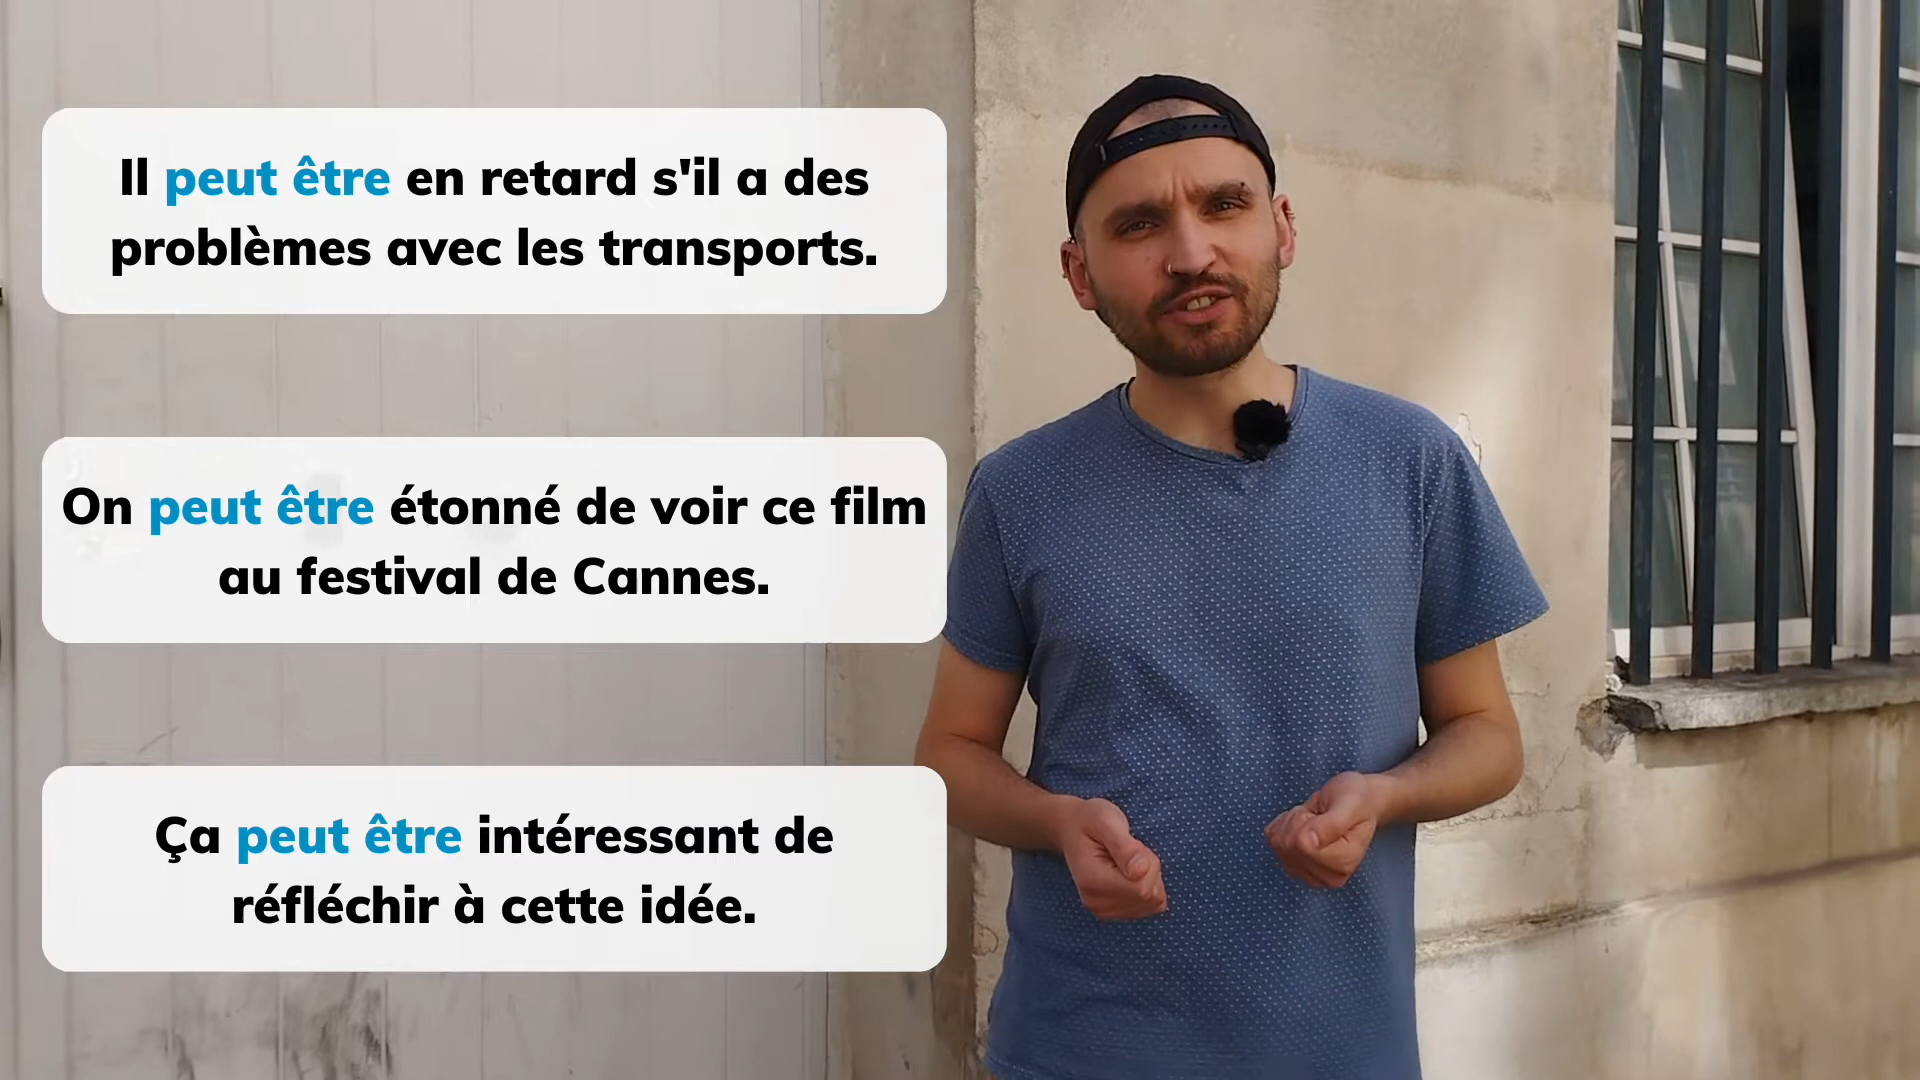 Il peut être en retard s'il a des
problèmes avec les transports.
On peut être étonné de voir ce film
au festival de Cannes.
Ça peut être intéressant de
réfléchir à cette idée.